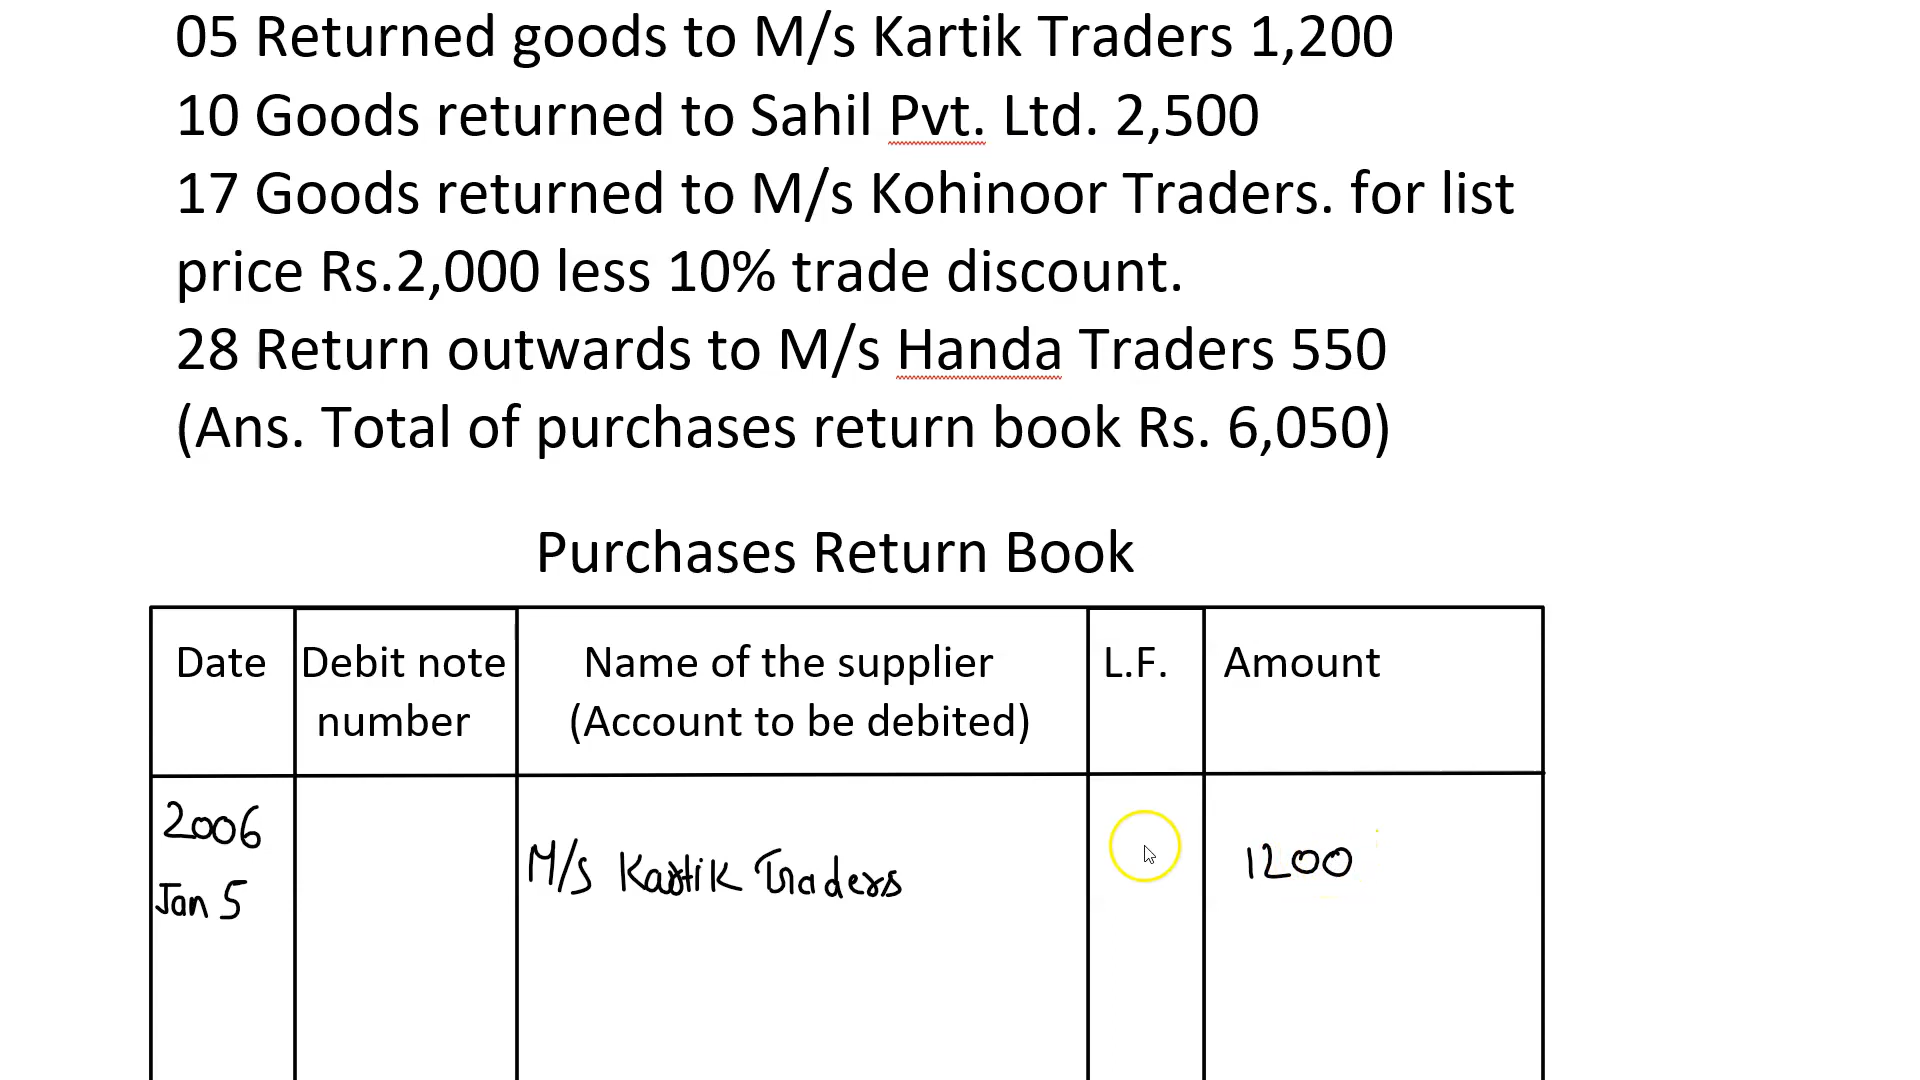 05 Returned goods to M/s Kartik Traders 1,200
10 Goods returned to Sahil Pvt. Ltd. 2,500
17 Goods returned to M/s Kohinoor Traders. for list
price Rs.2,000 less 10% trade discount.
28 Return outwards to M/s Handa Traders 550
(Ans. Total of purchases return book Rs. 6,050)
Purchases Return Book
Date Debit note Name of the supplier L.F. Amount
number (Account to be debited)
2006
M/s Kartik Traders 1200
Jan 5